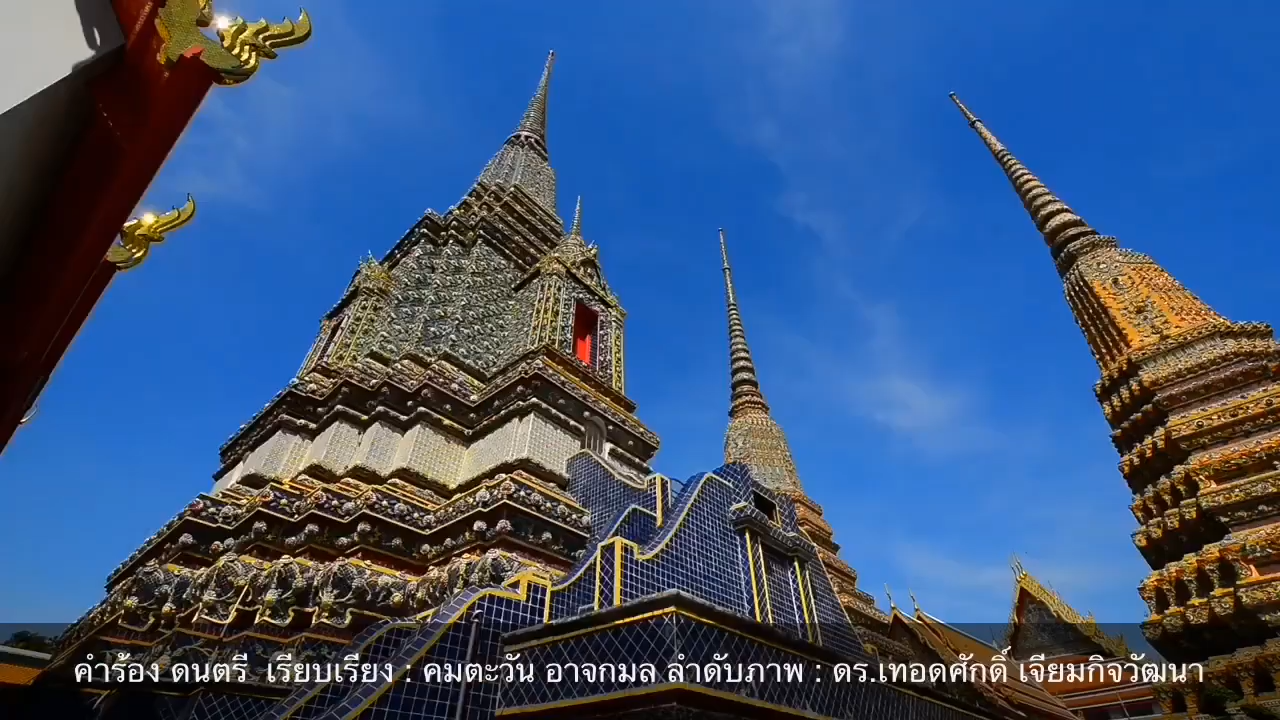 คำร้อง ดนตรี เรียบเรียง : คมตะวัน อาจกมล ลำดับภาพ : ดร.เทอดศักดิ์ เจียมกิจวัฒนา